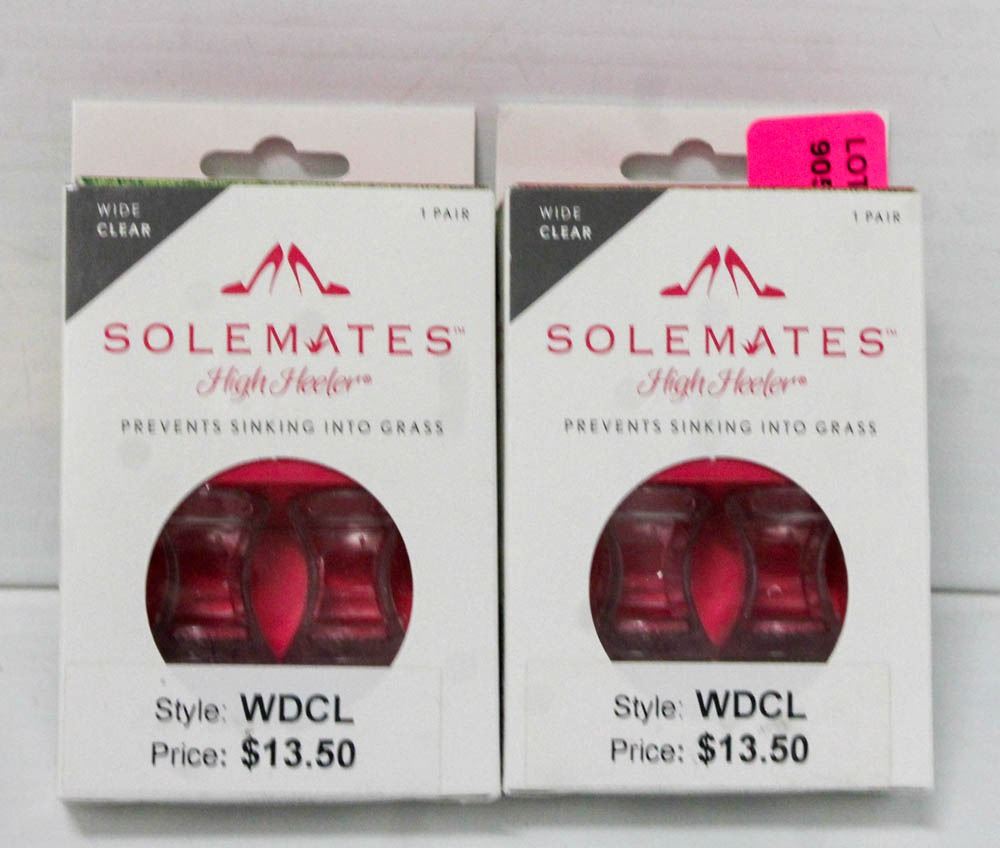 WIDE
CLEAR
1 PAIR
SOLEMATES™
High Heeler®
PREVENTS SINKING INTO GRASS
Style: WDCL
Price: $13.50
LOT
WIDE
CLEAR
1 PAIR
SOLEMATES™
High Heeler®
PREVENTS SINKING INTO GRASS
Style: WDCL
Price: $13.50